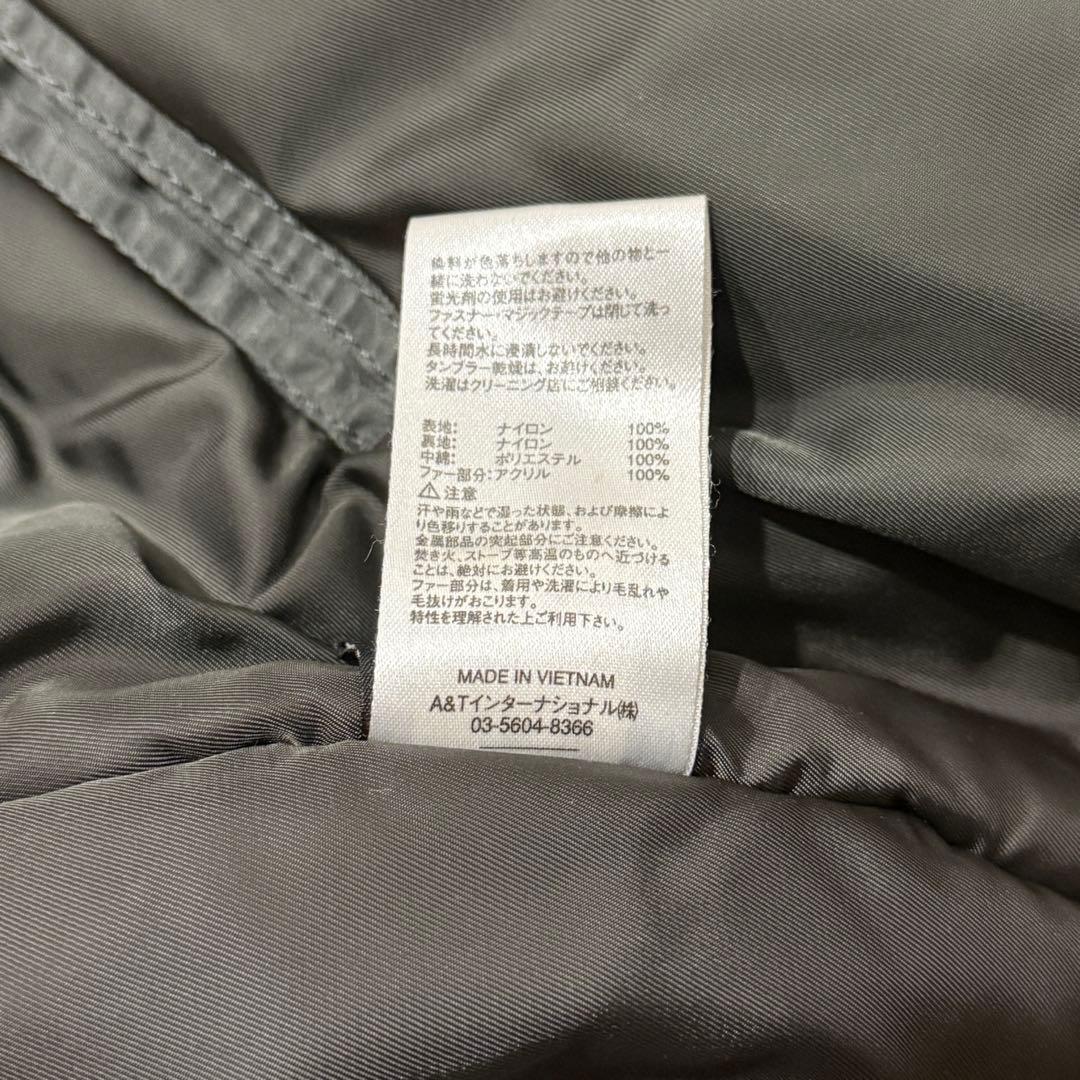 染料が色落ちしますので他の物と一
緒に洗わないでください。
蛍光剤の使用はお避けください。
ファスナー・マジックテープは閉じて洗っ
てください。
長時間水に浸漬しないでください。
タンブラー乾燥は、お避けください。
洗濯はクリーニング店にご相談ください。
表地: ナイロン 100%
裏地: ナイロン 100%
中綿: ポリエステル 100%
ファー部分: アクリル 100%
⚠注意
汗や雨などで湿った状態、および摩擦によ
り色移りすることがあります。
金属部品の突起部分にご注意ください。
焚き火、ストーブ等高温のものへ近づける
ことは、絶対にお避けください。
ファー部分は、着用や洗濯により毛乱れや
毛抜けがおこります。
特性を理解された上ご利用下さい。
MADE IN VIETNAM
A&Tインターナショナル㈱
03-5604-8366